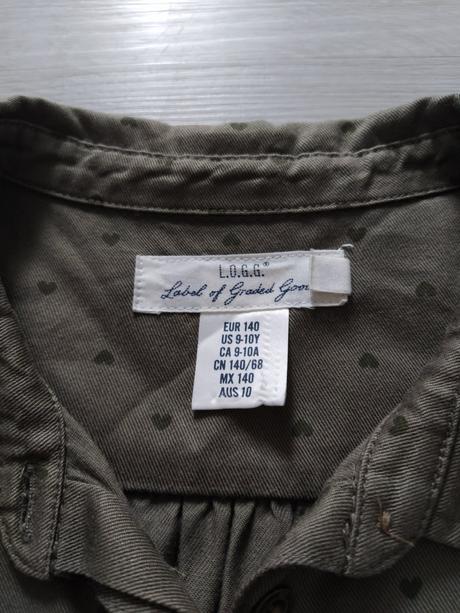 L.O.G.G.®
Label of Graded Goo
EUR 140
US 9-10Y
CA 9-10A
CN 140/68
MX 140
AUS 10